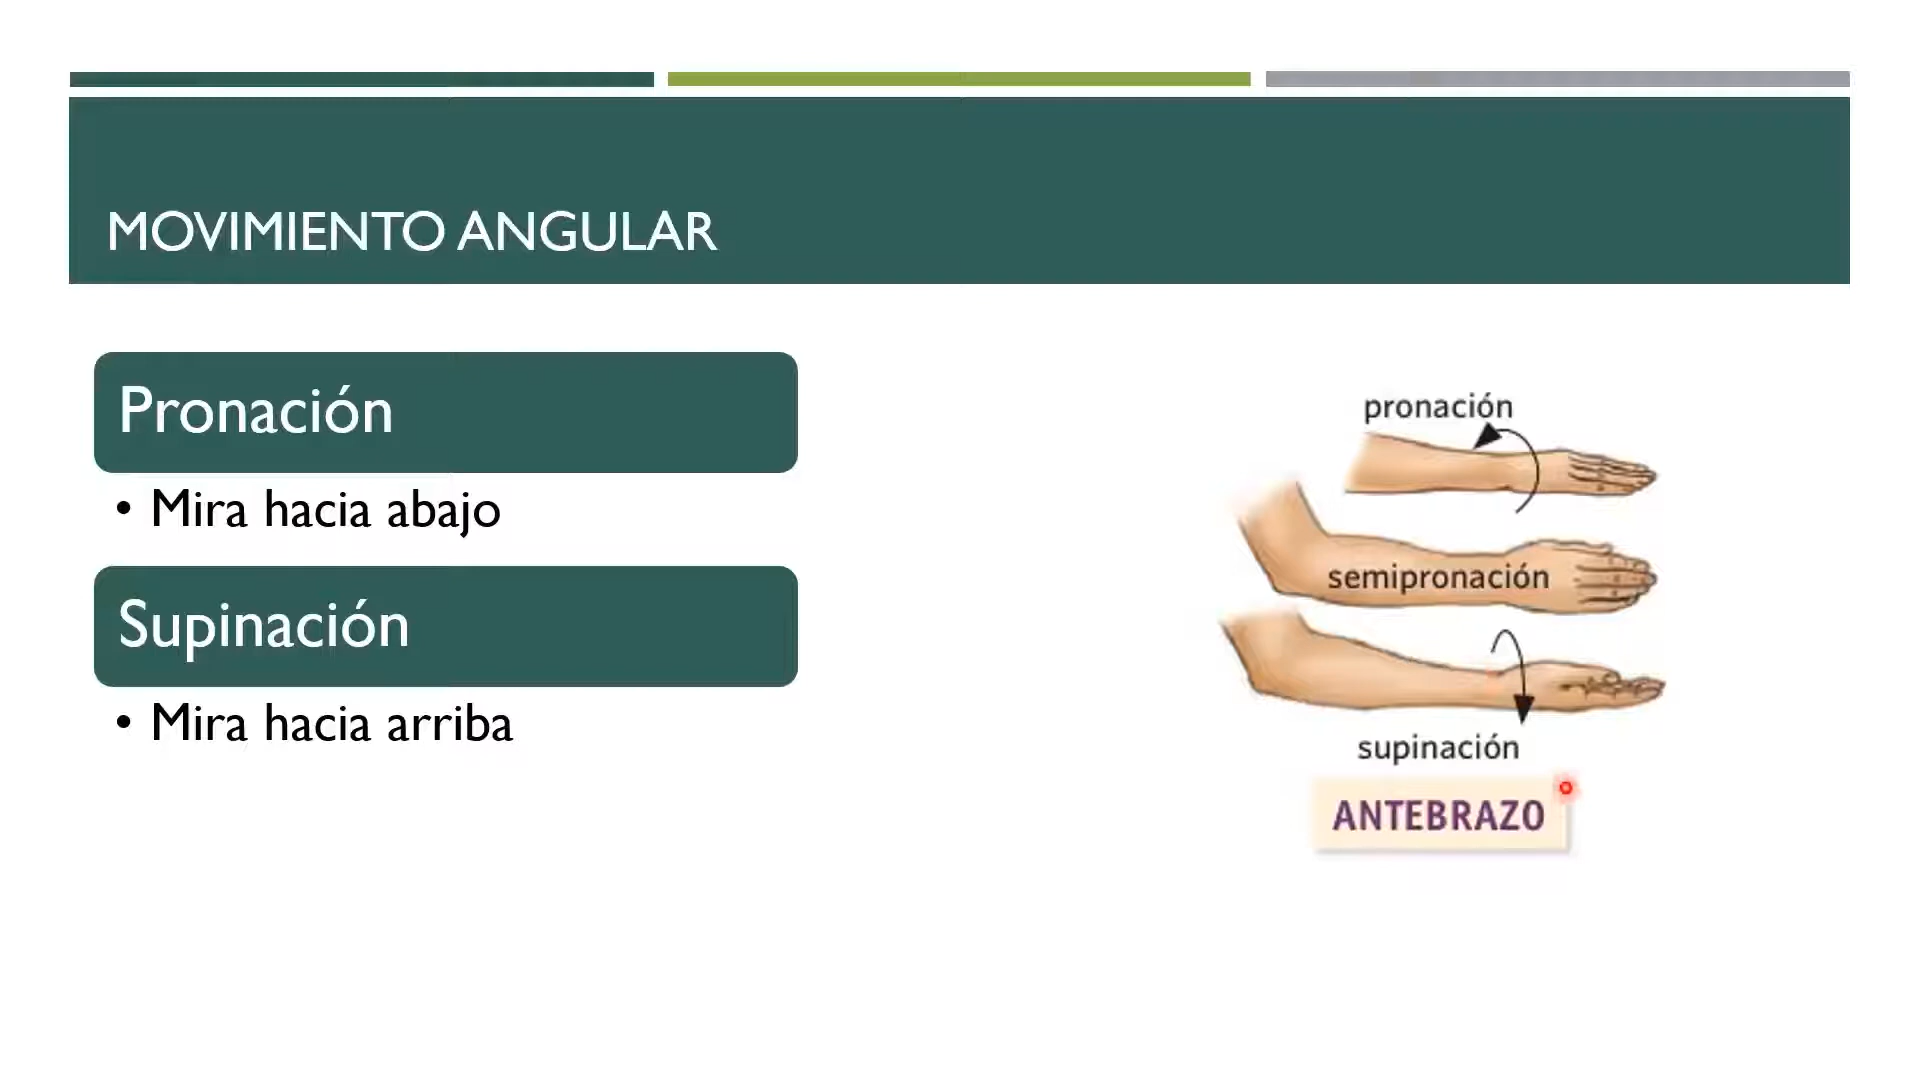 MOVIMIENTO ANGULAR
Pronación
• Mira hacia abajo
Supinación
• Mira hacia arriba
pronación
semipronación
supinación
ANTEBRAZO